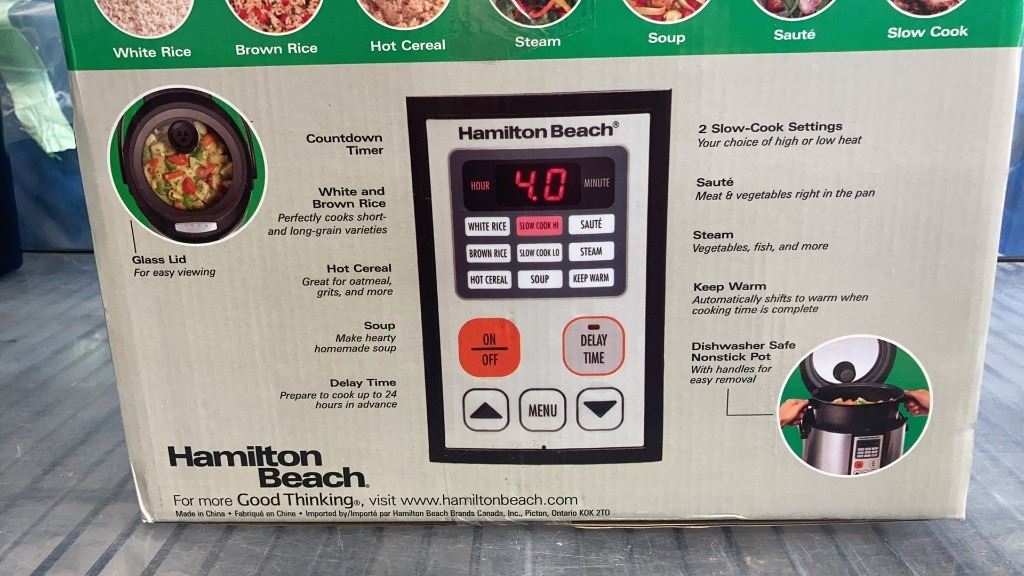 White Rice
Brown Rice
Hot Cereal
Steam
Soup
Sauté
Slow Cook
Glass Lid
For easy viewing
Countdown
Timer
White and
Brown Rice
Perfectly cooks short-
and long-grain varieties
Hot Cereal
Great for oatmeal,
grits, and more
Soup
Make hearty
homemade soup
Delay Time
Prepare to cook up to 24
hours in advance
Hamilton Beach®
HOUR 4.0 MINUTE
WHITE RICE SLOW COOK HI SAUTÉ
BROWN RICE SLOW COOK LO STEAM
HOT CEREAL SOUP KEEP WARM
ON
OFF
DELAY
TIME
MENU
2 Slow-Cook Settings
Your choice of high or low heat
Sauté
Meat & vegetables right in the pan
Steam
Vegetables, fish, and more
Keep Warm
Automatically shifts to warm when
cooking time is complete
Dishwasher Safe
Nonstick Pot
With handles for
easy removal
Hamilton
Beach®
For more Good Thinking®, visit www.hamiltonbeach.com
Made in China • Fabriqué en Chine • Imported by/Importé par Hamilton Beach Brands Canada, Inc., Picton, Ontario K0K 2T0